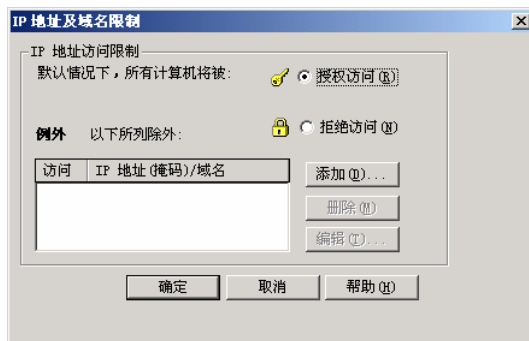 IP 地址及域名限制
IP 地址访问限制
默认情况下，所有计算机将被:
授权访问(R)
拒绝访问(N)
例外 以下所列除外:
访问 IP 地址(掩码)/域名
添加(D)...
删除(M)
编辑(T)...
确定 取消 帮助(H)